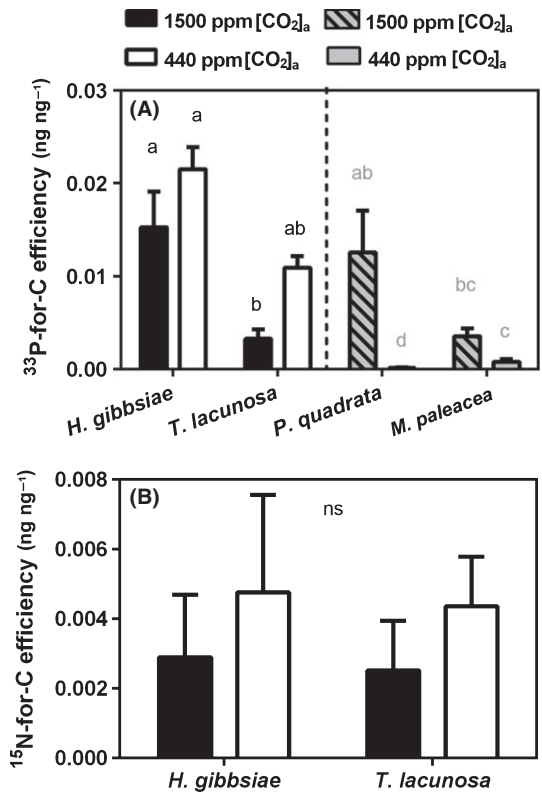 1500 ppm [CO₂]ₐ 1500 ppm [CO₂]ₐ
440 ppm [CO₂]ₐ 440 ppm [CO₂]ₐ
(A)
³³P-for-C efficiency (ng ng⁻¹)
0.03
0.02
0.01
0.00
a
a
b
ab
ab
d
bc
c
H. gibbsiae
T. lacunosa
P. quadrata
M. paleacea
(B)
¹⁵N-for-C efficiency (ng ng⁻¹)
0.008
0.006
0.004
0.002
0.000
ns
H. gibbsiae
T. lacunosa